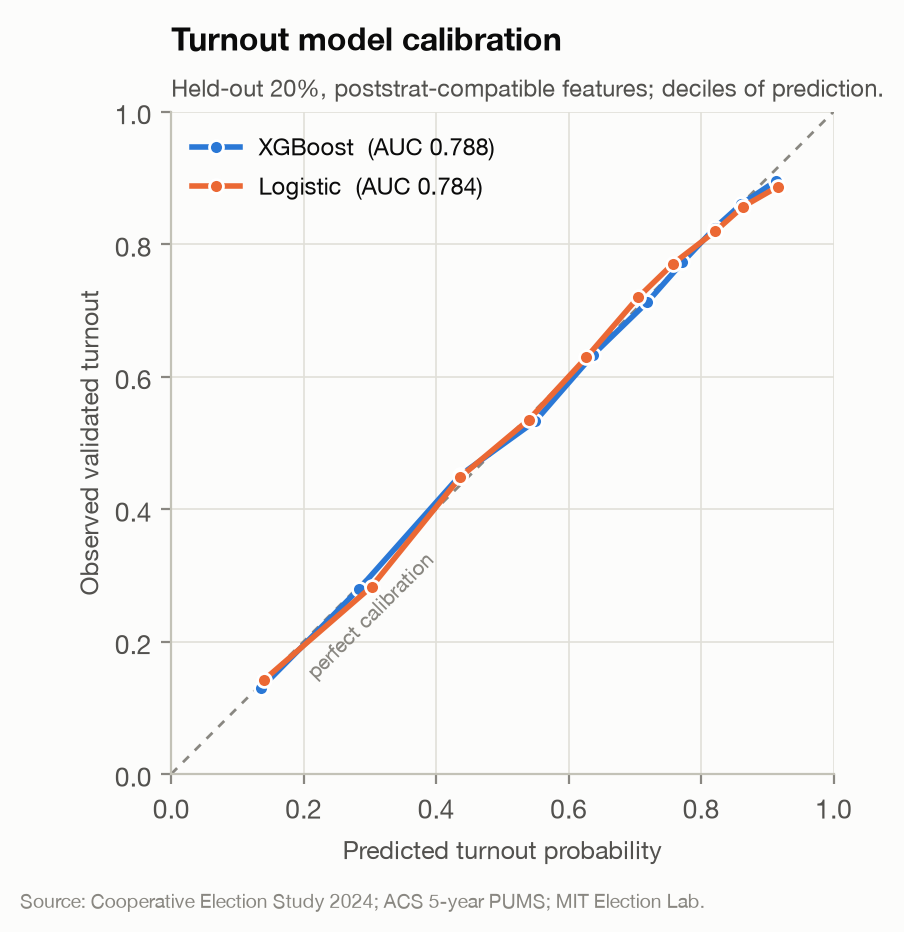 Turnout model calibration
Held-out 20%, poststrat-compatible features; deciles of prediction.
1.0
XGBoost (AUC 0.788)
Logistic (AUC 0.784)
0.8
0.6
0.4
0.2
0.0
Observed validated turnout
perfect calibration
0.0 0.2 0.4 0.6 0.8 1.0
Predicted turnout probability
Source: Cooperative Election Study 2024; ACS 5-year PUMS; MIT Election Lab.